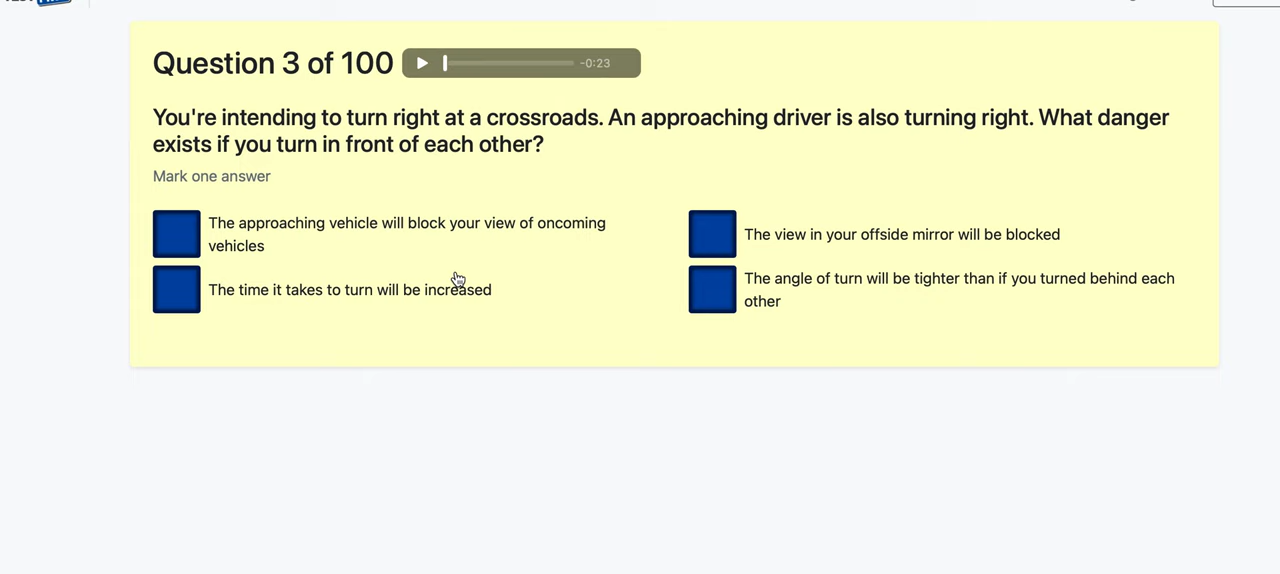 Question 3 of 100
-0:23
You're intending to turn right at a crossroads. An approaching driver is also turning right. What danger
exists if you turn in front of each other?
Mark one answer
The approaching vehicle will block your view of oncoming
vehicles
The view in your offside mirror will be blocked
The time it takes to turn will be increased
The angle of turn will be tighter than if you turned behind each
other